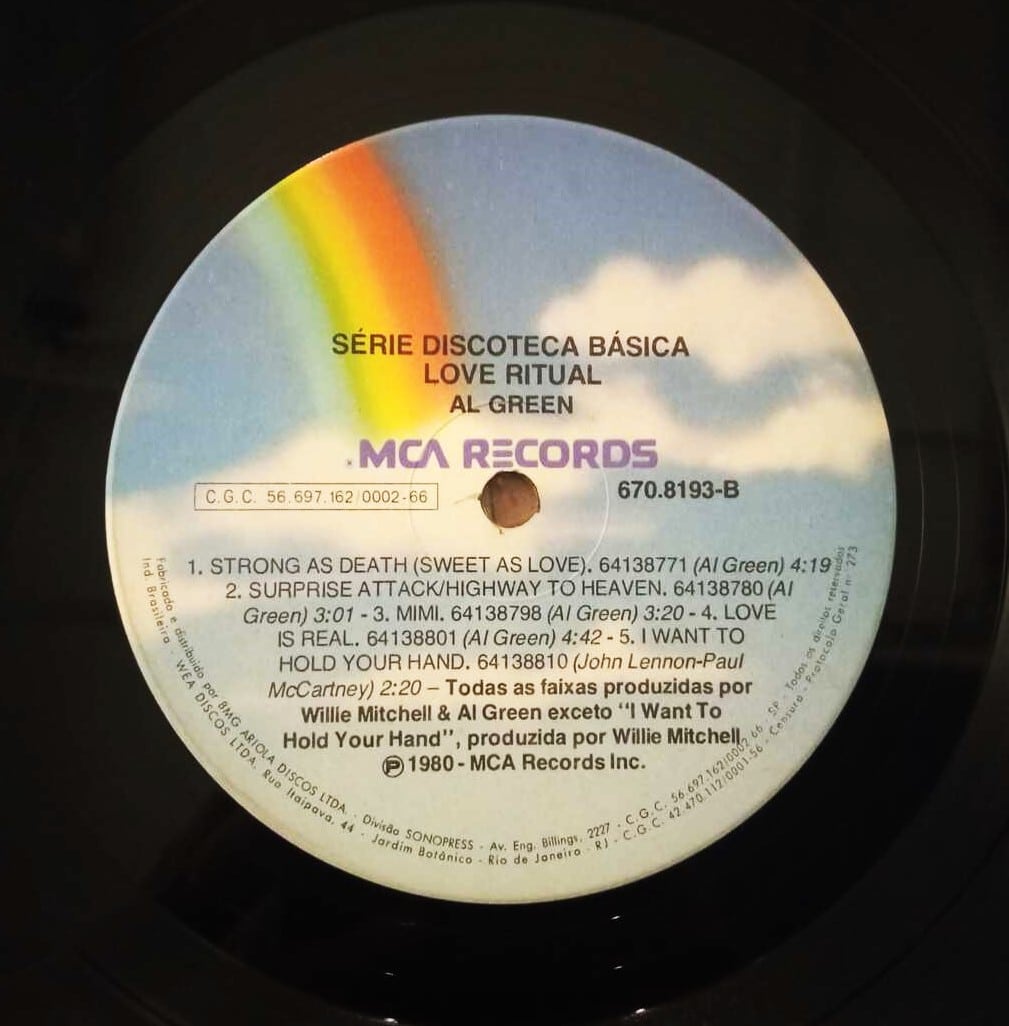 SÉRIE DISCOTECA BÁSICA
LOVE RITUAL
AL GREEN
MCA RECORDS
C.G.C. 56.697.162/0002-66
670.8193-B
1. STRONG AS DEATH (SWEET AS LOVE). 64138771 (Al Green) 4:19
2. SURPRISE ATTACK/HIGHWAY TO HEAVEN. 64138780 (Al
Green) 3:01 - 3. MIMI. 64138798 (Al Green) 3:20 - 4. LOVE
IS REAL. 64138801 (Al Green) 4:42 - 5. I WANT TO
HOLD YOUR HAND. 64138810 (John Lennon-Paul
McCartney) 2:20 – Todas as faixas produzidas por
Willie Mitchell & Al Green exceto "I Want To
Hold Your Hand", produzida por Willie Mitchell
Ⓟ 1980 - MCA Records Inc.
Fabricado e distribuído por BMG ARIOLA DISCOS LTDA. - Divisão SONOPRESS - Av. Eng. Billings, 2227 - C.G.C. 56.697.162/0002-66 - SP - Todos os direitos reservados
Ind. Brasileira - WEA DISCOS LTDA. Rua Itaipava, 44 - Jardim Botânico - Rio de Janeiro - RJ - C.G.C. 42.470.112/0001-56 - Censura - Protocolo Geral nº 273